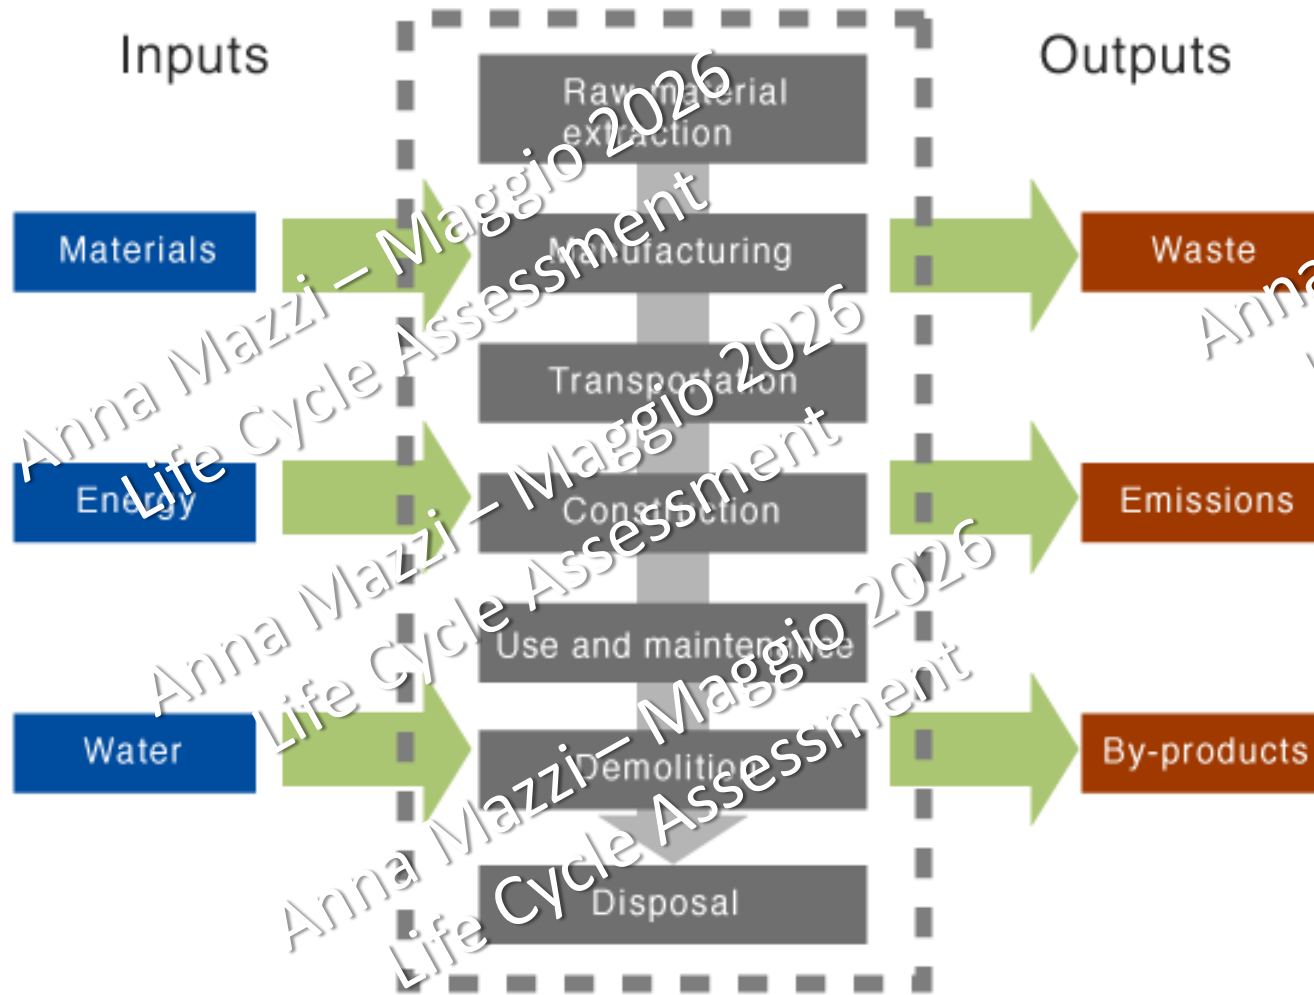 Inputs
Outputs
Raw material
extraction
Materials
Manufacturing
Waste
Transportation
Energy
Construction
Emissions
Use and maintenance
Water
Demolition
By-products
Disposal
Anna Mazzi – Maggio 2026
Life Cycle Assessment
Anna Mazzi – Maggio 2026
Life Cycle Assessment
Anna Mazzi – Maggio 2026
Life Cycle Assessment
Anna